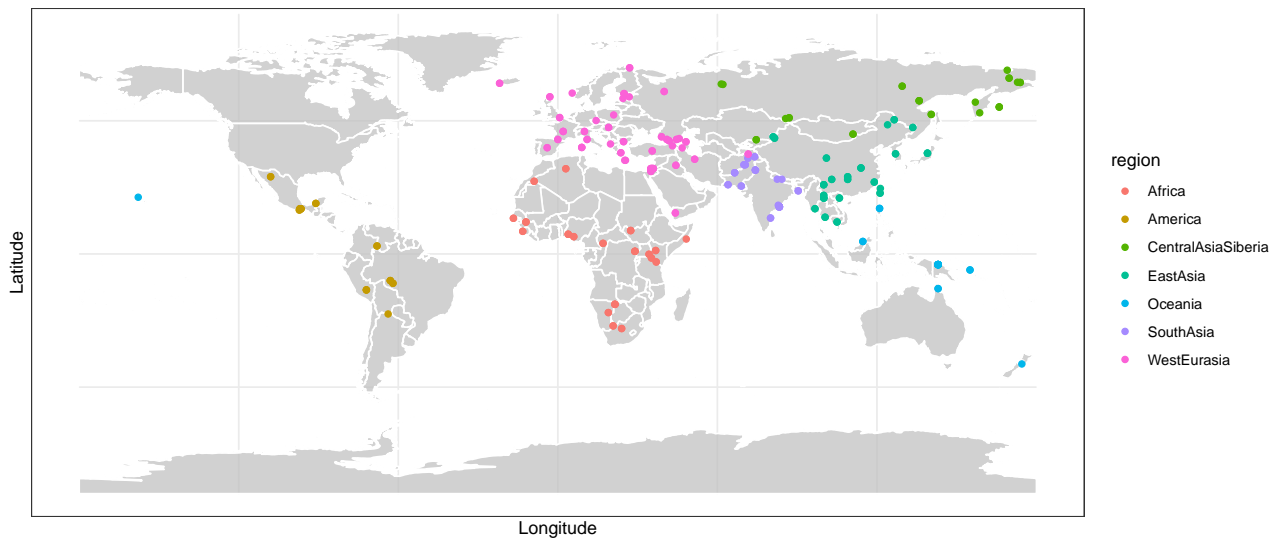 Latitude
Longitude
region
Africa
America
CentralAsiaSiberia
EastAsia
Oceania
SouthAsia
WestEurasia